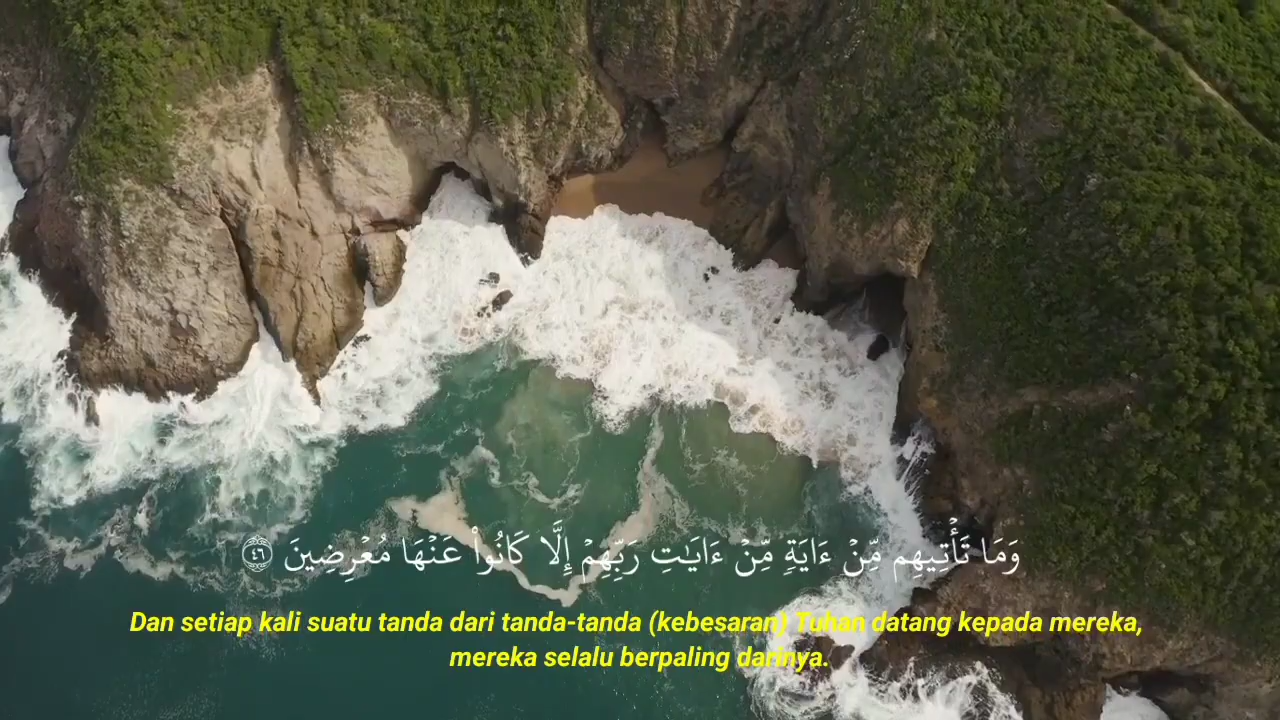 وَمَا تَأْتِيهِم مِّنْ ءَايَةٍ مِّنْ ءَايَـٰتِ رَبِّهِمْ إِلَّا كَانُوا۟ عَنْهَا مُعْرِضِينَ ٤٦
Dan setiap kali suatu tanda dari tanda-tanda (kebesaran) Tuhan datang kepada mereka,
mereka selalu berpaling darinya.